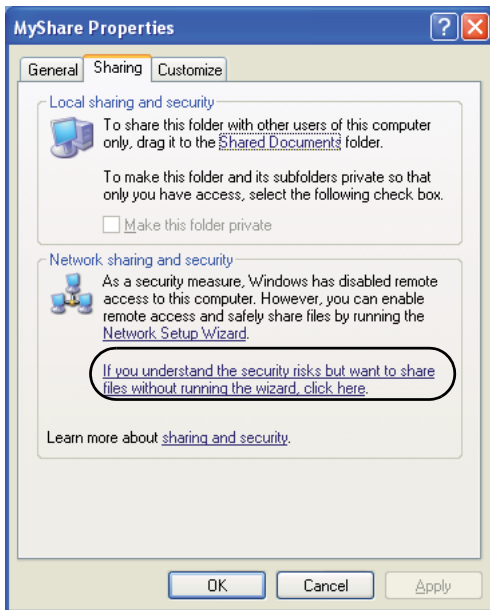 MyShare Properties
General Sharing Customize
Local sharing and security
To share this folder with other users of this computer
only, drag it to the Shared Documents folder.
To make this folder and its subfolders private so that
only you have access, select the following check box.
Make this folder private
Network sharing and security
As a security measure, Windows has disabled remote
access to this computer. However, you can enable
remote access and safely share files by running the
Network Setup Wizard.
If you understand the security risks but want to share
files without running the wizard, click here.
Learn more about sharing and security.
OK Cancel Apply